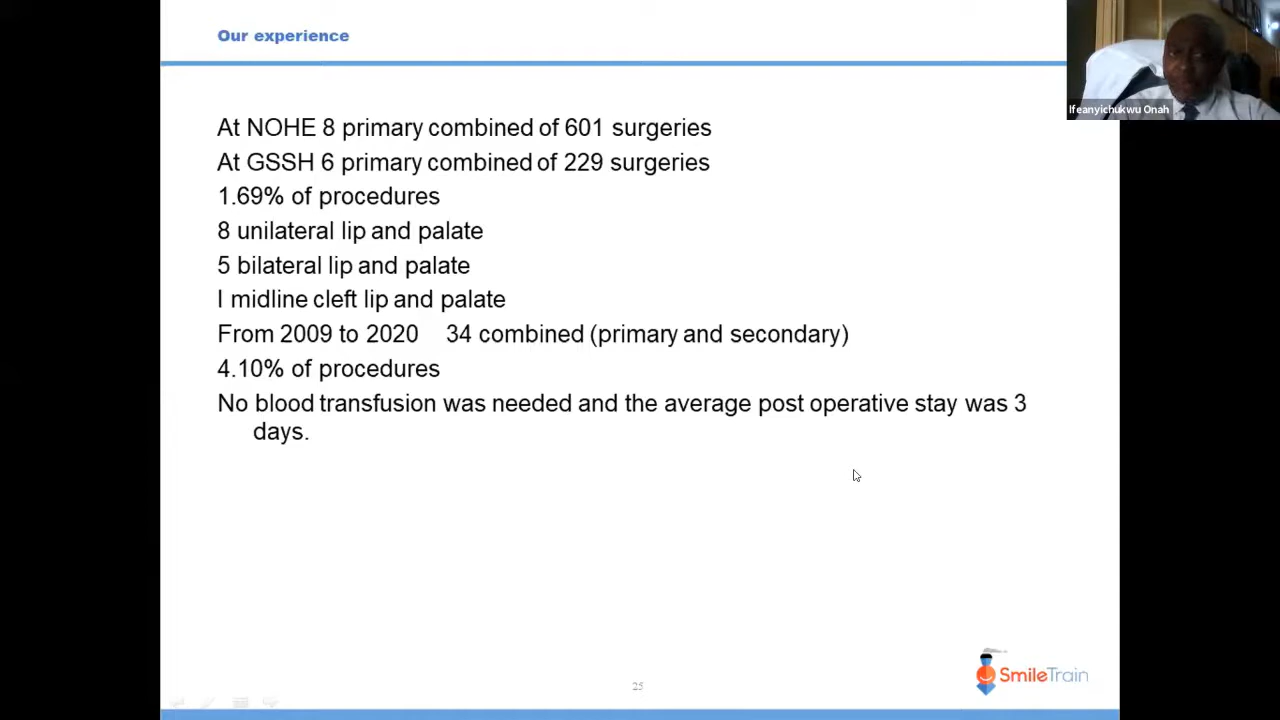 Our experience
Ifeanyichukwu Onah
At NOHE 8 primary combined of 601 surgeries
At GSSH 6 primary combined of 229 surgeries
1.69% of procedures
8 unilateral lip and palate
5 bilateral lip and palate
I midline cleft lip and palate
From 2009 to 2020 34 combined (primary and secondary)
4.10% of procedures
No blood transfusion was needed and the average post operative stay was 3
days.
25
SmileTrain